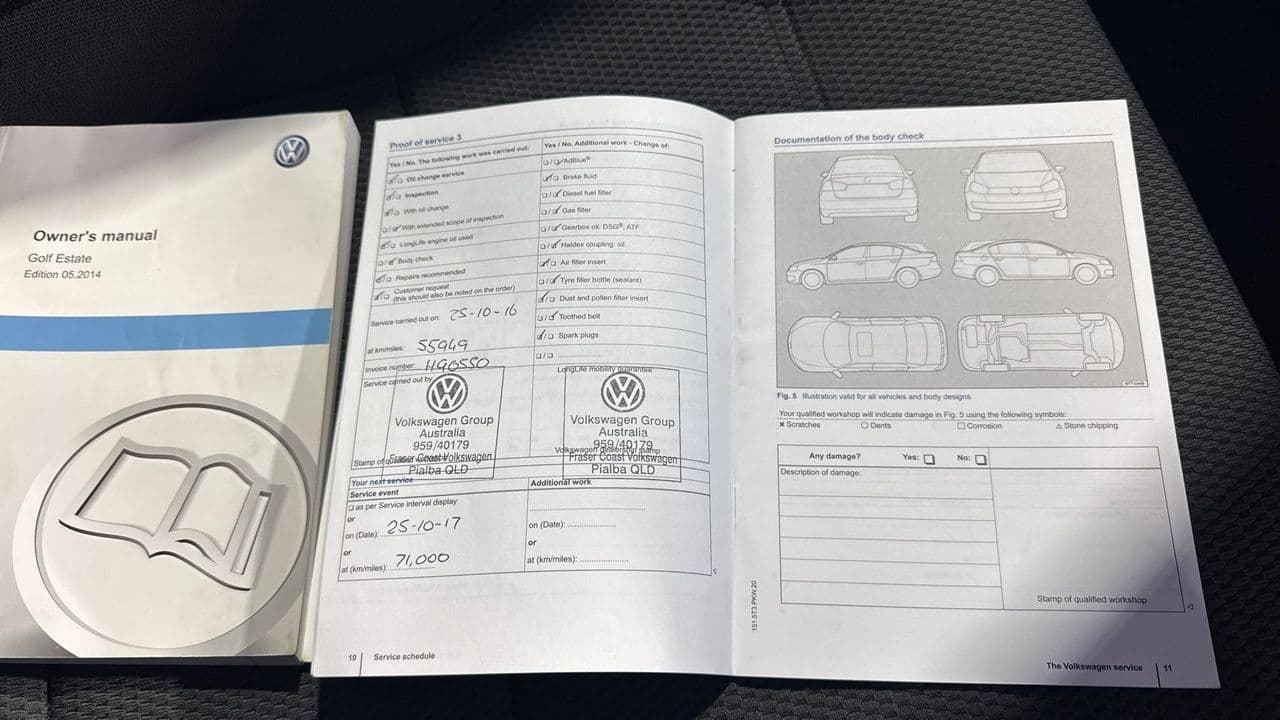 Owner's manual
Golf Estate
Edition 05.2014
Proof of service 3
Yes / No. The following work was carried out:
Oil change service
Inspection
With oil change
With extended scope of inspection
LongLife engine oil used
Body check
Repairs recommended
Customer request
(this should also be noted on the order)
Service carried out on: 25-10-16
at km/miles: 55949
Invoice number: 1190550
Service carried out by:
Volkswagen Group
Australia
959/40179
Fraser Coast Volkswagen
Pialba QLD
Yes / No. Additional work - Change of:
AdBlue®
Brake fluid
Diesel fuel filter
Gas filter
Gearbox oil: DSG®, ATF
Haldex coupling: oil
Air filter insert
Tyre filler bottle (sealant)
Dust and pollen filter insert
Toothed belt
Spark plugs
LongLife mobility guarantee:
Volkswagen Group
Australia
959/40179
Volkswagen dealership stamp
Fraser Coast Volkswagen
Pialba QLD
Your next service
Service event
as per Service interval display
or
on (Date): 25-10-17
or
at (km/miles): 71,000
Additional work
on (Date):
or
at (km/miles):
10 | Service schedule
Documentation of the body check
Fig. 5 Illustration valid for all vehicles and body designs
Your qualified workshop will indicate damage in Fig. 5 using the following symbols:
× Scratches ○ Dents □ Corrosion △ Stone chipping
Any damage? Yes: □ No: □
Description of damage:
Stamp of qualified workshop
151.5T3.PKW.20
The Volkswagen service | 11